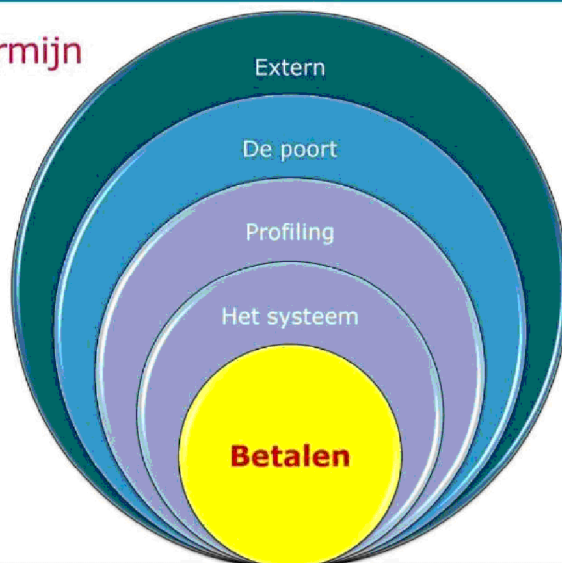 rmijn
Extern
De poort
Profiling
Het systeem
Betalen